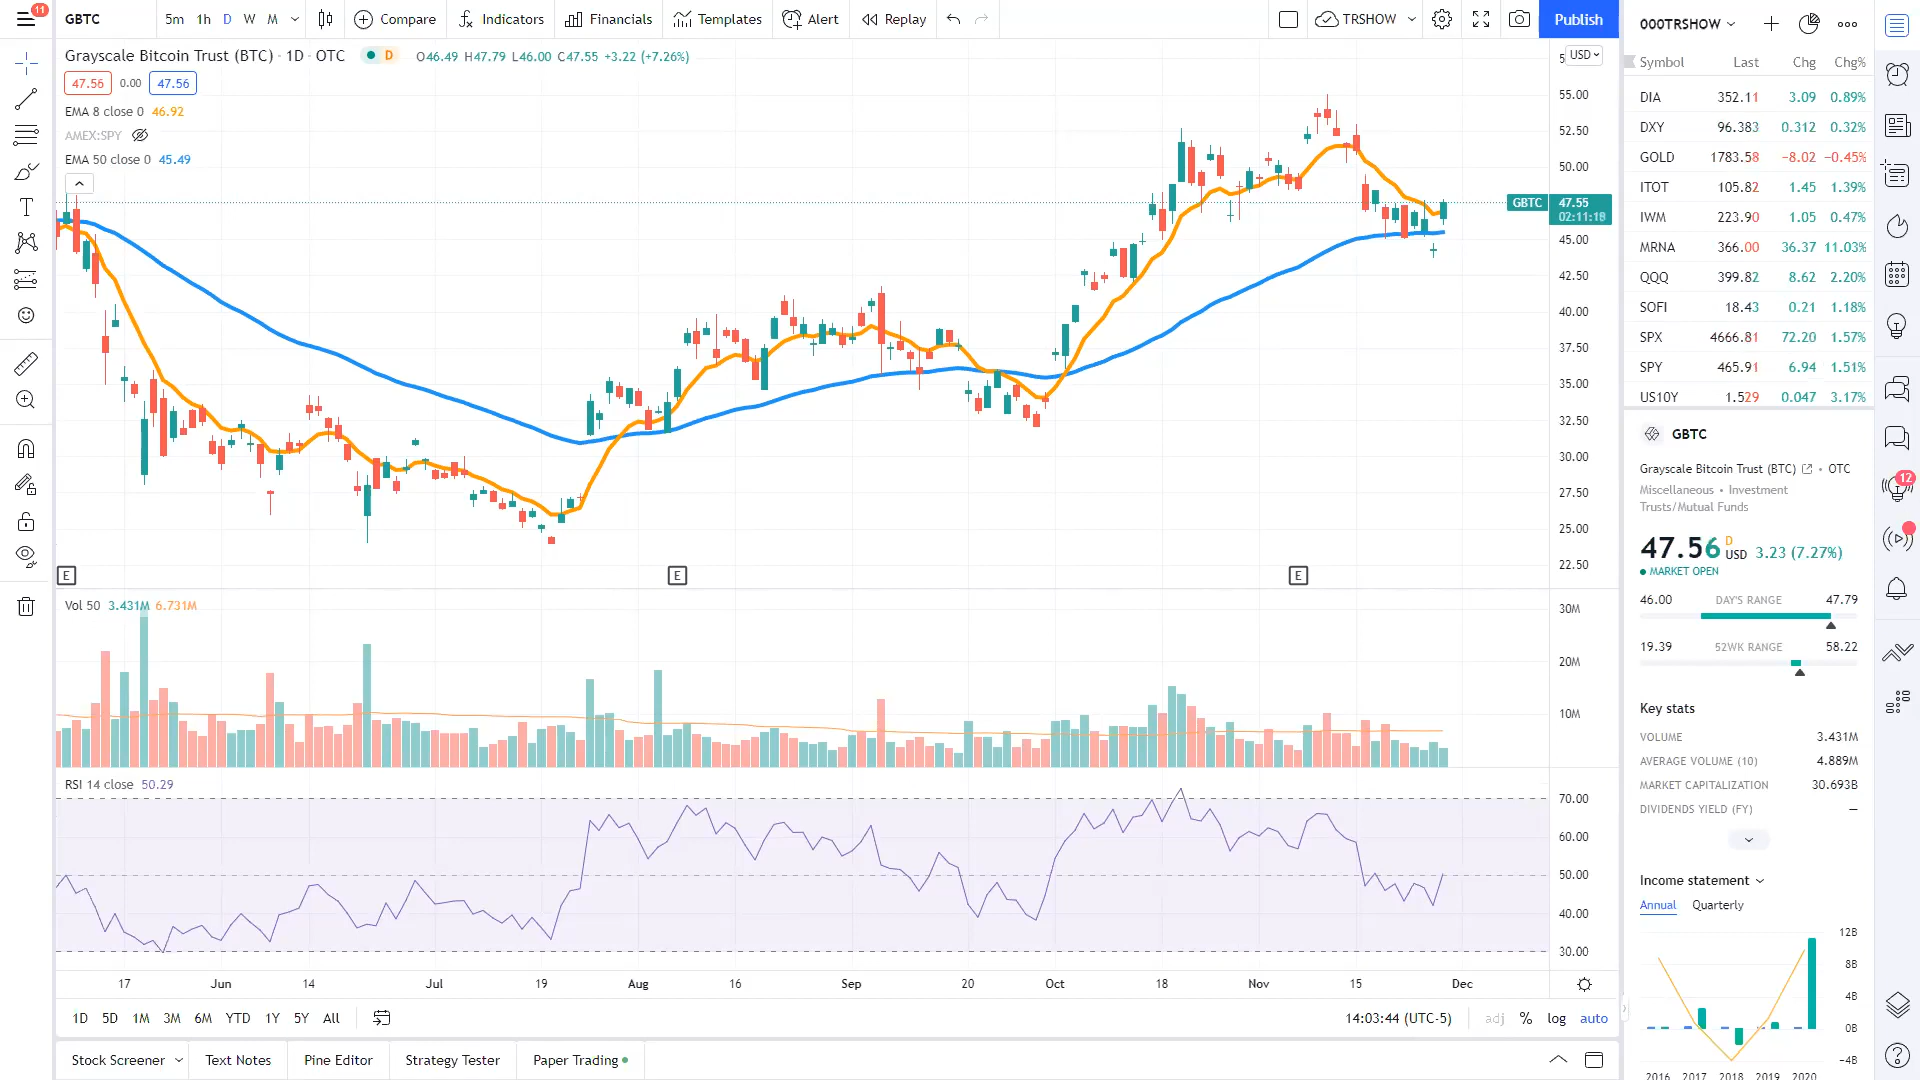 11
GBTC
5m 1h D W M
Compare
Indicators
Financials
Templates
Alert
Replay
TRSHOW
Publish
Grayscale Bitcoin Trust (BTC) · 1D · OTC
D
O46.49 H47.79 L46.00 C47.55 +3.22 (+7.26%)
47.56 0.00 47.56
EMA 8 close 0 46.92
AMEX:SPY
EMA 50 close 0 45.49
USD
55.00
52.50
50.00
GBTC 47.55
02:11:18
45.00
42.50
40.00
37.50
35.00
32.50
30.00
27.50
25.00
22.50
E E E
Vol 50 3.431M 6.731M
30M
20M
10M
RSI 14 close 50.29
70.00
60.00
50.00
40.00
30.00
17 Jun 14 Jul 19 Aug 16 Sep 20 Oct 18 Nov 15 Dec
1D 5D 1M 3M 6M YTD 1Y 5Y All
14:03:44 (UTC-5) adj % log auto
Stock Screener Text Notes Pine Editor Strategy Tester Paper Trading
000TRSHOW
Symbol Last Chg Chg%
DIA 352.11 3.09 0.89%
DXY 96.383 0.312 0.32%
GOLD 1783.58 −8.02 −0.45%
ITOT 105.82 1.45 1.39%
IWM 223.90 1.05 0.47%
MRNA 366.00 36.37 11.03%
QQQ 399.82 8.62 2.20%
SOFI 18.43 0.21 1.18%
SPX 4666.81 72.20 1.57%
SPY 465.91 6.94 1.51%
US10Y 1.529 0.047 3.17%
GBTC
Grayscale Bitcoin Trust (BTC) • OTC
Miscellaneous • Investment
Trusts/Mutual Funds
47.56 D USD 3.23 (7.27%)
MARKET OPEN
46.00 DAY'S RANGE 47.79
19.39 52WK RANGE 58.22
Key stats
VOLUME 3.431M
AVERAGE VOLUME (10) 4.889M
MARKET CAPITALIZATION 30.693B
DIVIDENDS YIELD (FY) —
Income statement
Annual Quarterly
12B
8B
4B
0B
−4B
2016 2017 2018 2019 2020
12